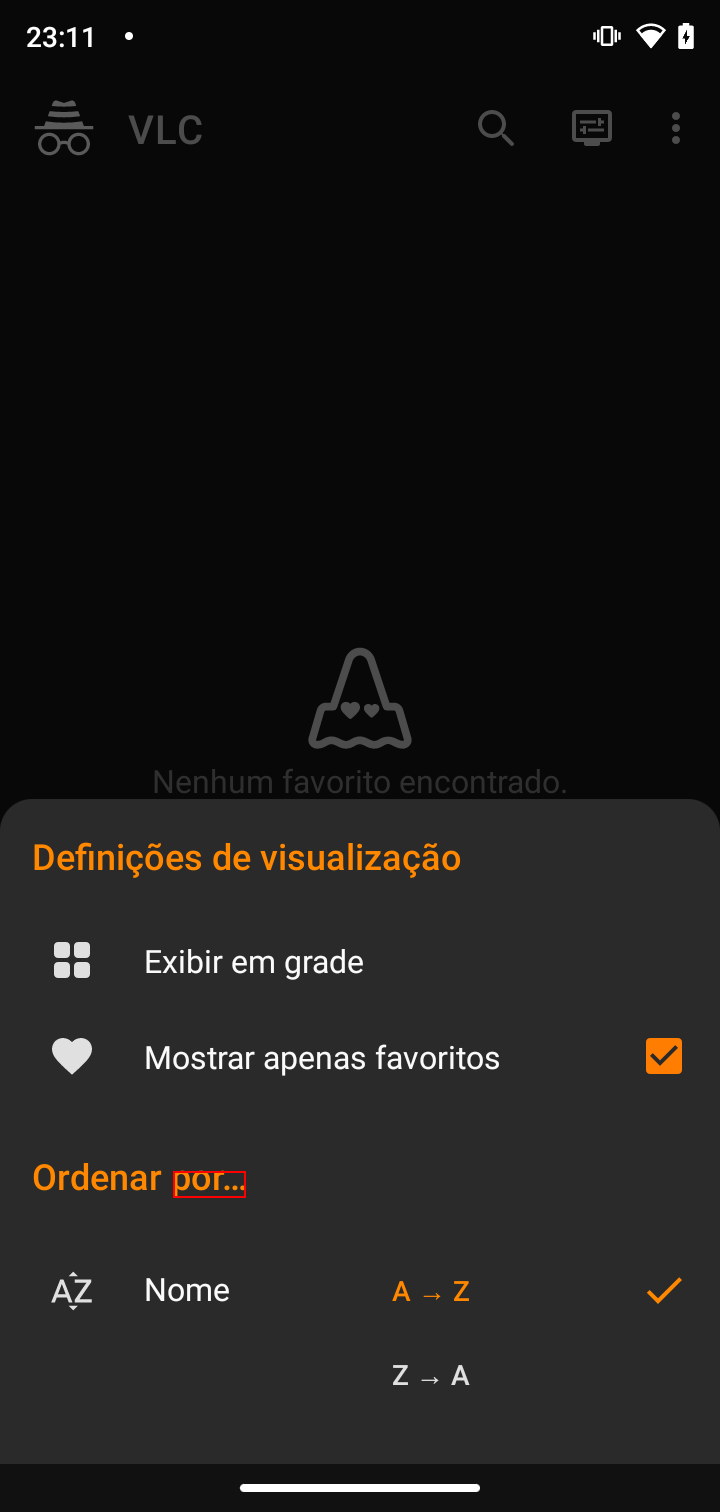 23:11
VLC
Nenhum favorito encontrado.
Definições de visualização
Exibir em grade
Mostrar apenas favoritos
Ordenar por...
AZ Nome A → Z
Z → A